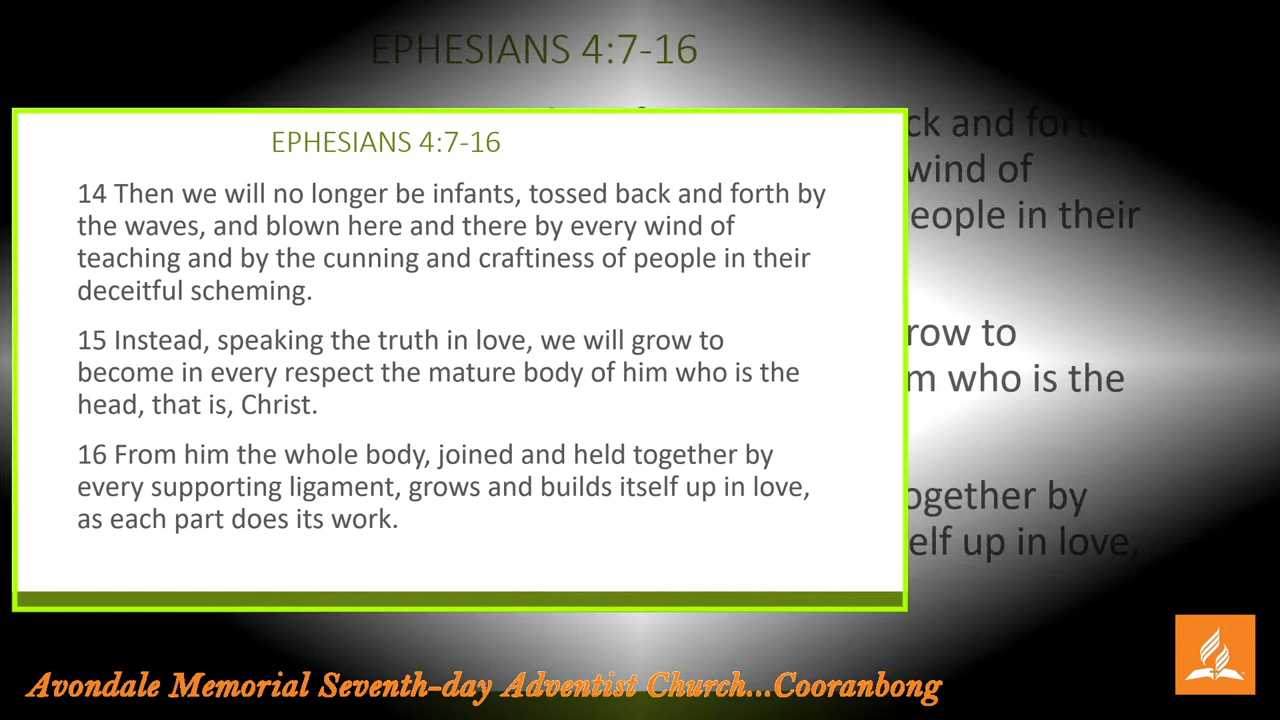 EPHESIANS 4:7-16
EPHESIANS 4:7-16
14 Then we will no longer be infants, tossed back and forth by
the waves, and blown here and there by every wind of
teaching and by the cunning and craftiness of people in their
deceitful scheming.
15 Instead, speaking the truth in love, we will grow to
become in every respect the mature body of him who is the
head, that is, Christ.
16 From him the whole body, joined and held together by
every supporting ligament, grows and builds itself up in love,
as each part does its work.
ck and forth
wind of
eople in their
row to
m who is the
ogether by
elf up in love,
Avondale Memorial Seventh-day Adventist Church...Cooranbong